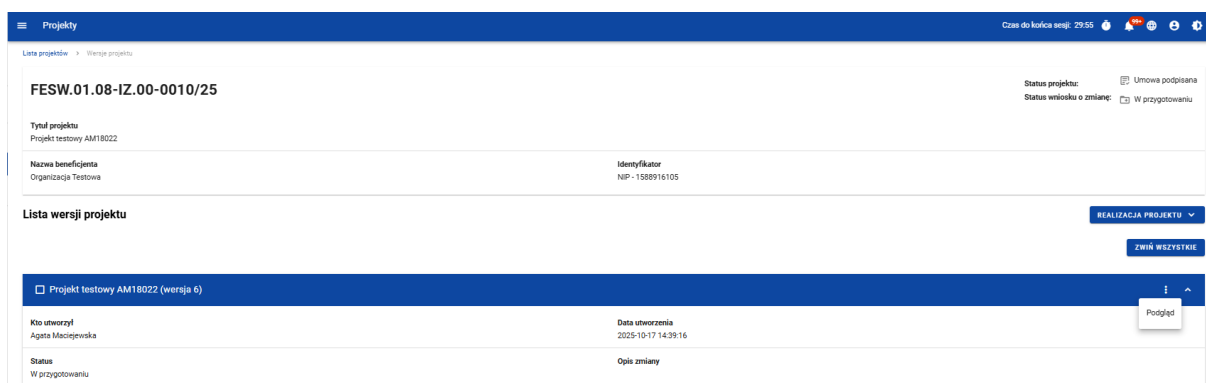 Projekty
Czas do końca sesji: 29:55
99+
Lista projektów > Wersje projektu
FESW.01.08-IZ.00-0010/25
Status projektu: Umowa podpisana
Status wniosku o zmianę: W przygotowaniu
Tytuł projektu
Projekt testowy AM18022
Nazwa beneficjenta
Organizacja Testowa
Identyfikator
NIP - 1588916105
Lista wersji projektu
REALIZACJA PROJEKTU
ZWIŃ WSZYSTKIE
Projekt testowy AM18022 (wersja 6)
Podgląd
Kto utworzył
Agata Maciejewska
Data utworzenia
2025-10-17 14:39:16
Status
W przygotowaniu
Opis zmiany